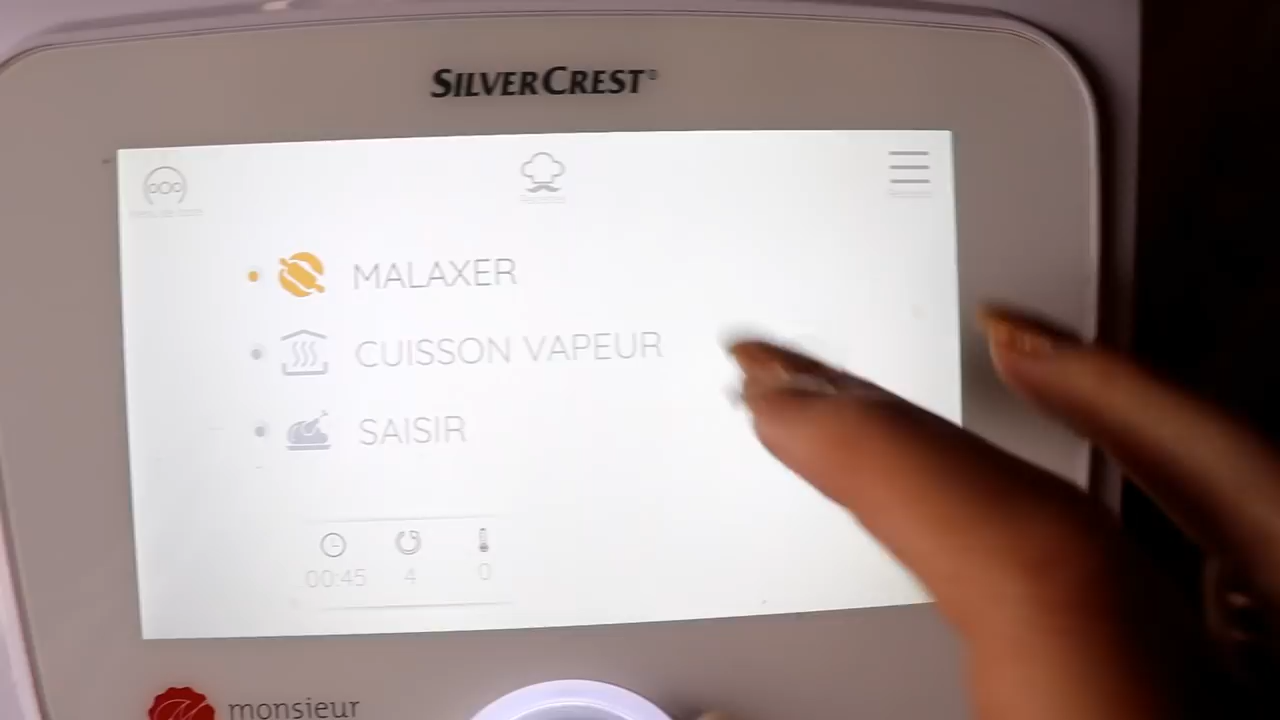 SILVERCREST®
MALAXER
CUISSON VAPEUR
SAISIR
00:45 4 0
monsieur